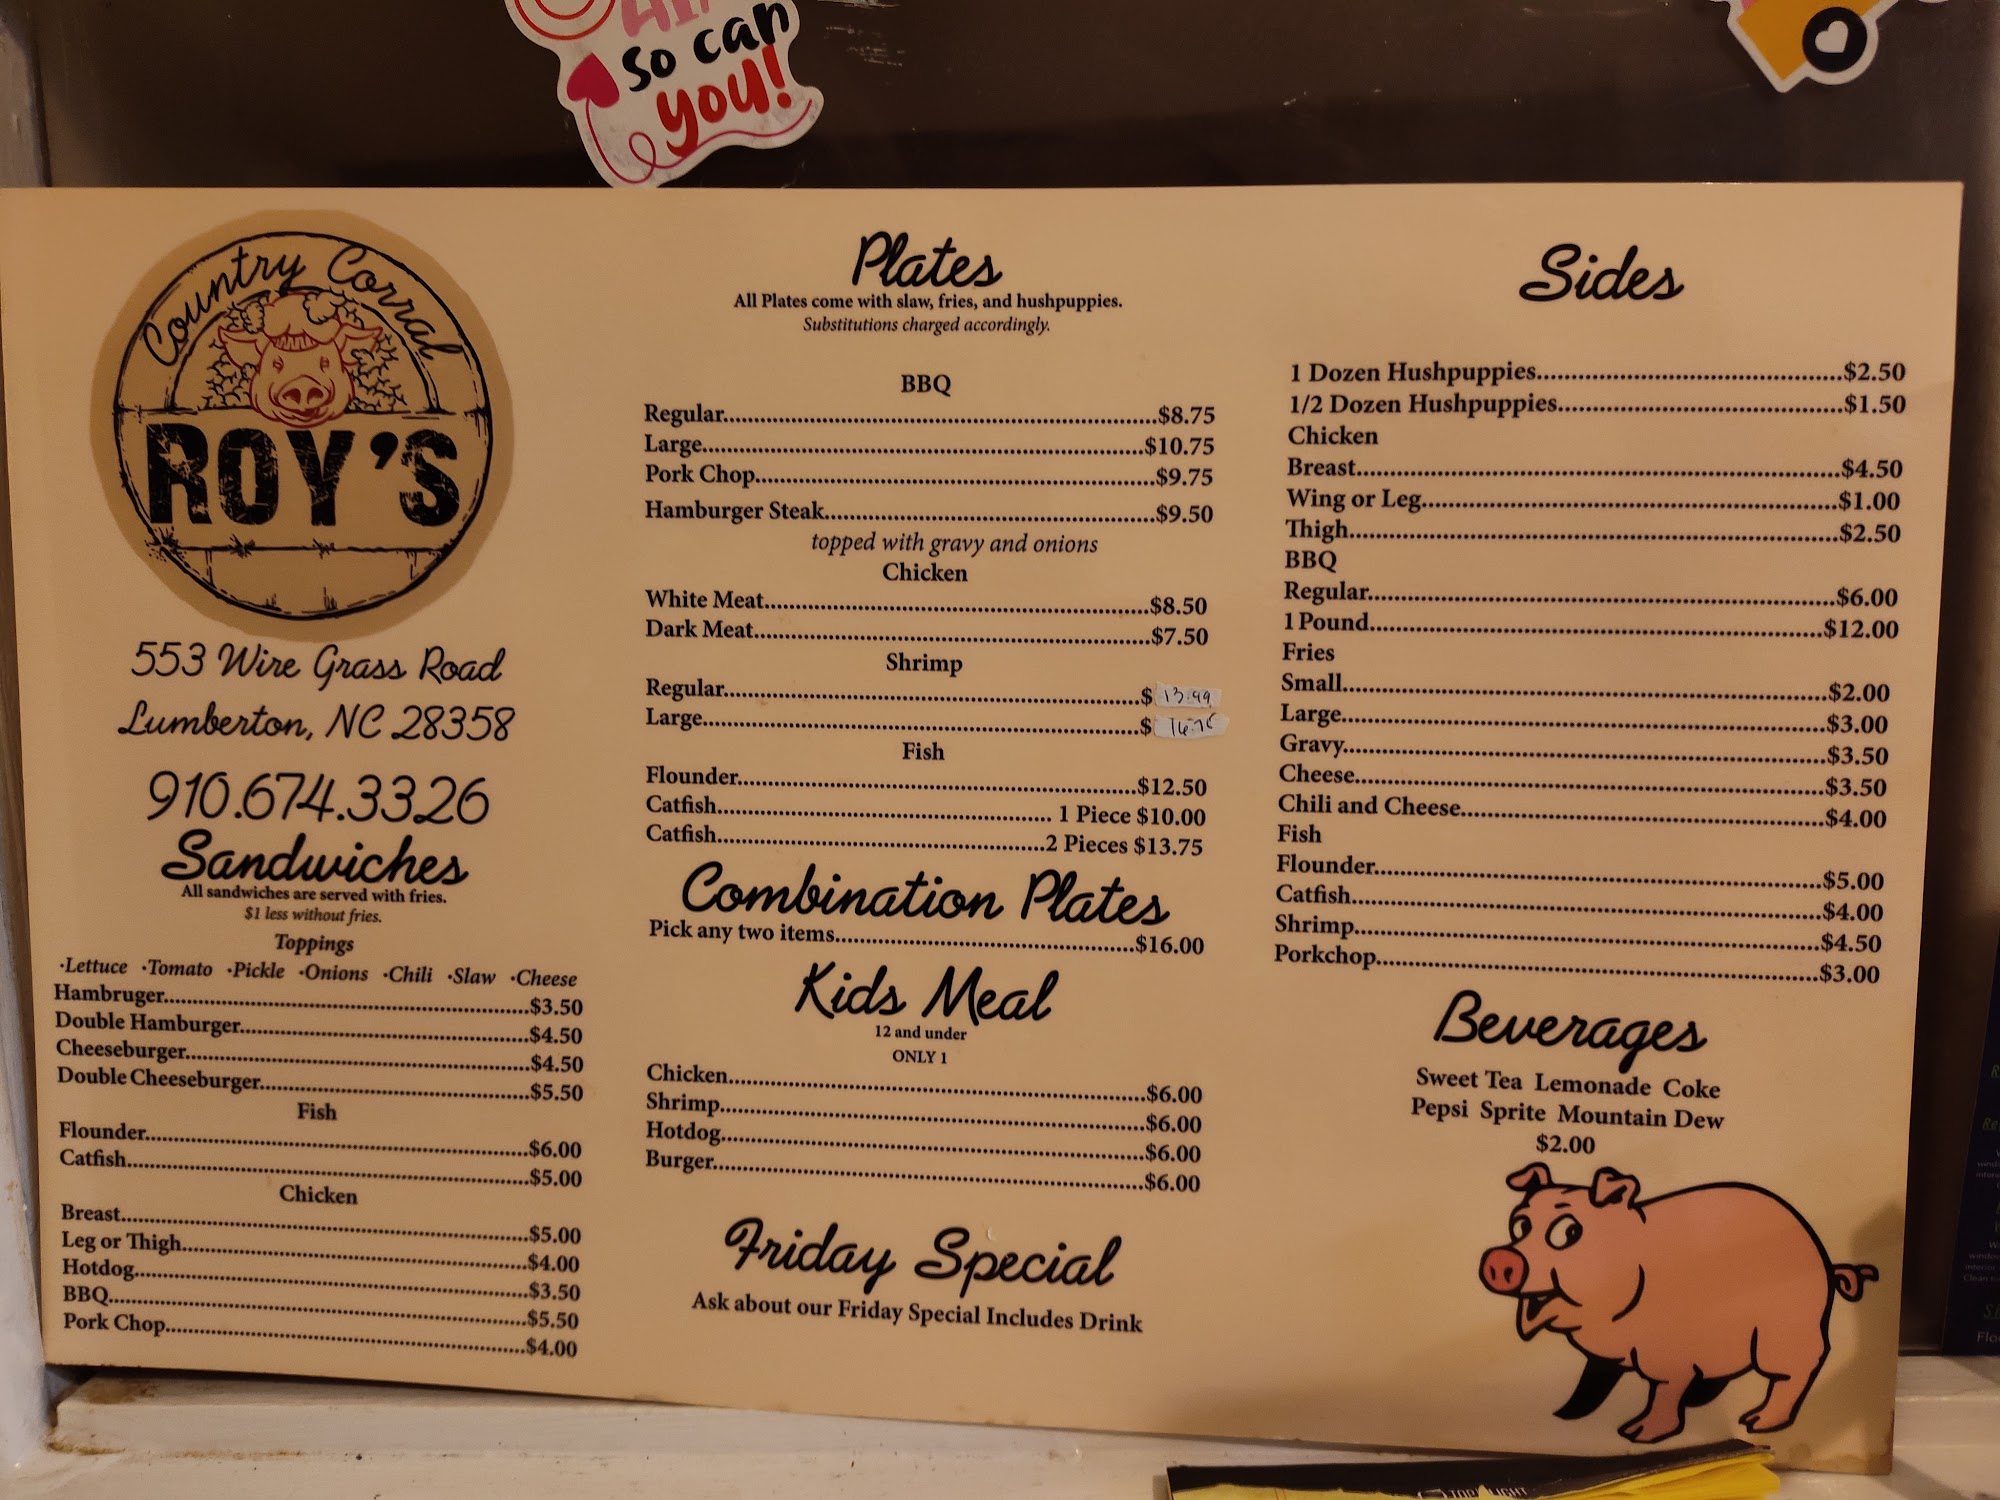 so can
you!
Country Corral
ROY'S
553 Wire Grass Road
Lumberton, NC 28358
910.674.3326
Sandwiches
All sandwiches are served with fries.
$1 less without fries.
Toppings
·Lettuce ·Tomato ·Pickle ·Onions ·Chili ·Slaw ·Cheese
Hambruger.....$3.50
Double Hamburger.....$4.50
Cheeseburger.....$4.50
Double Cheeseburger.....$5.50
Fish
Flounder.....$6.00
Catfish.....$5.00
Chicken
Breast.....$5.00
Leg or Thigh.....$4.00
Hotdog.....$3.50
BBQ.....$5.50
Pork Chop.....$4.00
Plates
All Plates come with slaw, fries, and hushpuppies.
Substitutions charged accordingly.
BBQ
Regular.....$8.75
Large.....$10.75
Pork Chop.....$9.75
Hamburger Steak.....$9.50
topped with gravy and onions
Chicken
White Meat.....$8.50
Dark Meat.....$7.50
Shrimp
Regular.....$ 13.99
Large.....$
Fish
Flounder.....$12.50
Catfish..... 1 Piece $10.00
Catfish.....2 Pieces $13.75
Combination Plates
Pick any two items.....$16.00
Kids Meal
12 and under
ONLY 1
Chicken.....$6.00
Shrimp.....$6.00
Hotdog.....$6.00
Burger.....$6.00
Friday Special
Ask about our Friday Special Includes Drink
Sides
1 Dozen Hushpuppies.....$2.50
1/2 Dozen Hushpuppies.....$1.50
Chicken
Breast.....$4.50
Wing or Leg.....$1.00
Thigh.....$2.50
BBQ
Regular.....$6.00
1 Pound.....$12.00
Fries
Small.....$2.00
Large.....$3.00
Gravy.....$3.50
Cheese.....$3.50
Chili and Cheese.....$4.00
Fish
Flounder.....$5.00
Catfish.....$4.00
Shrimp.....$4.50
Porkchop.....$3.00
Beverages
Sweet Tea Lemonade Coke
Pepsi Sprite Mountain Dew
$2.00